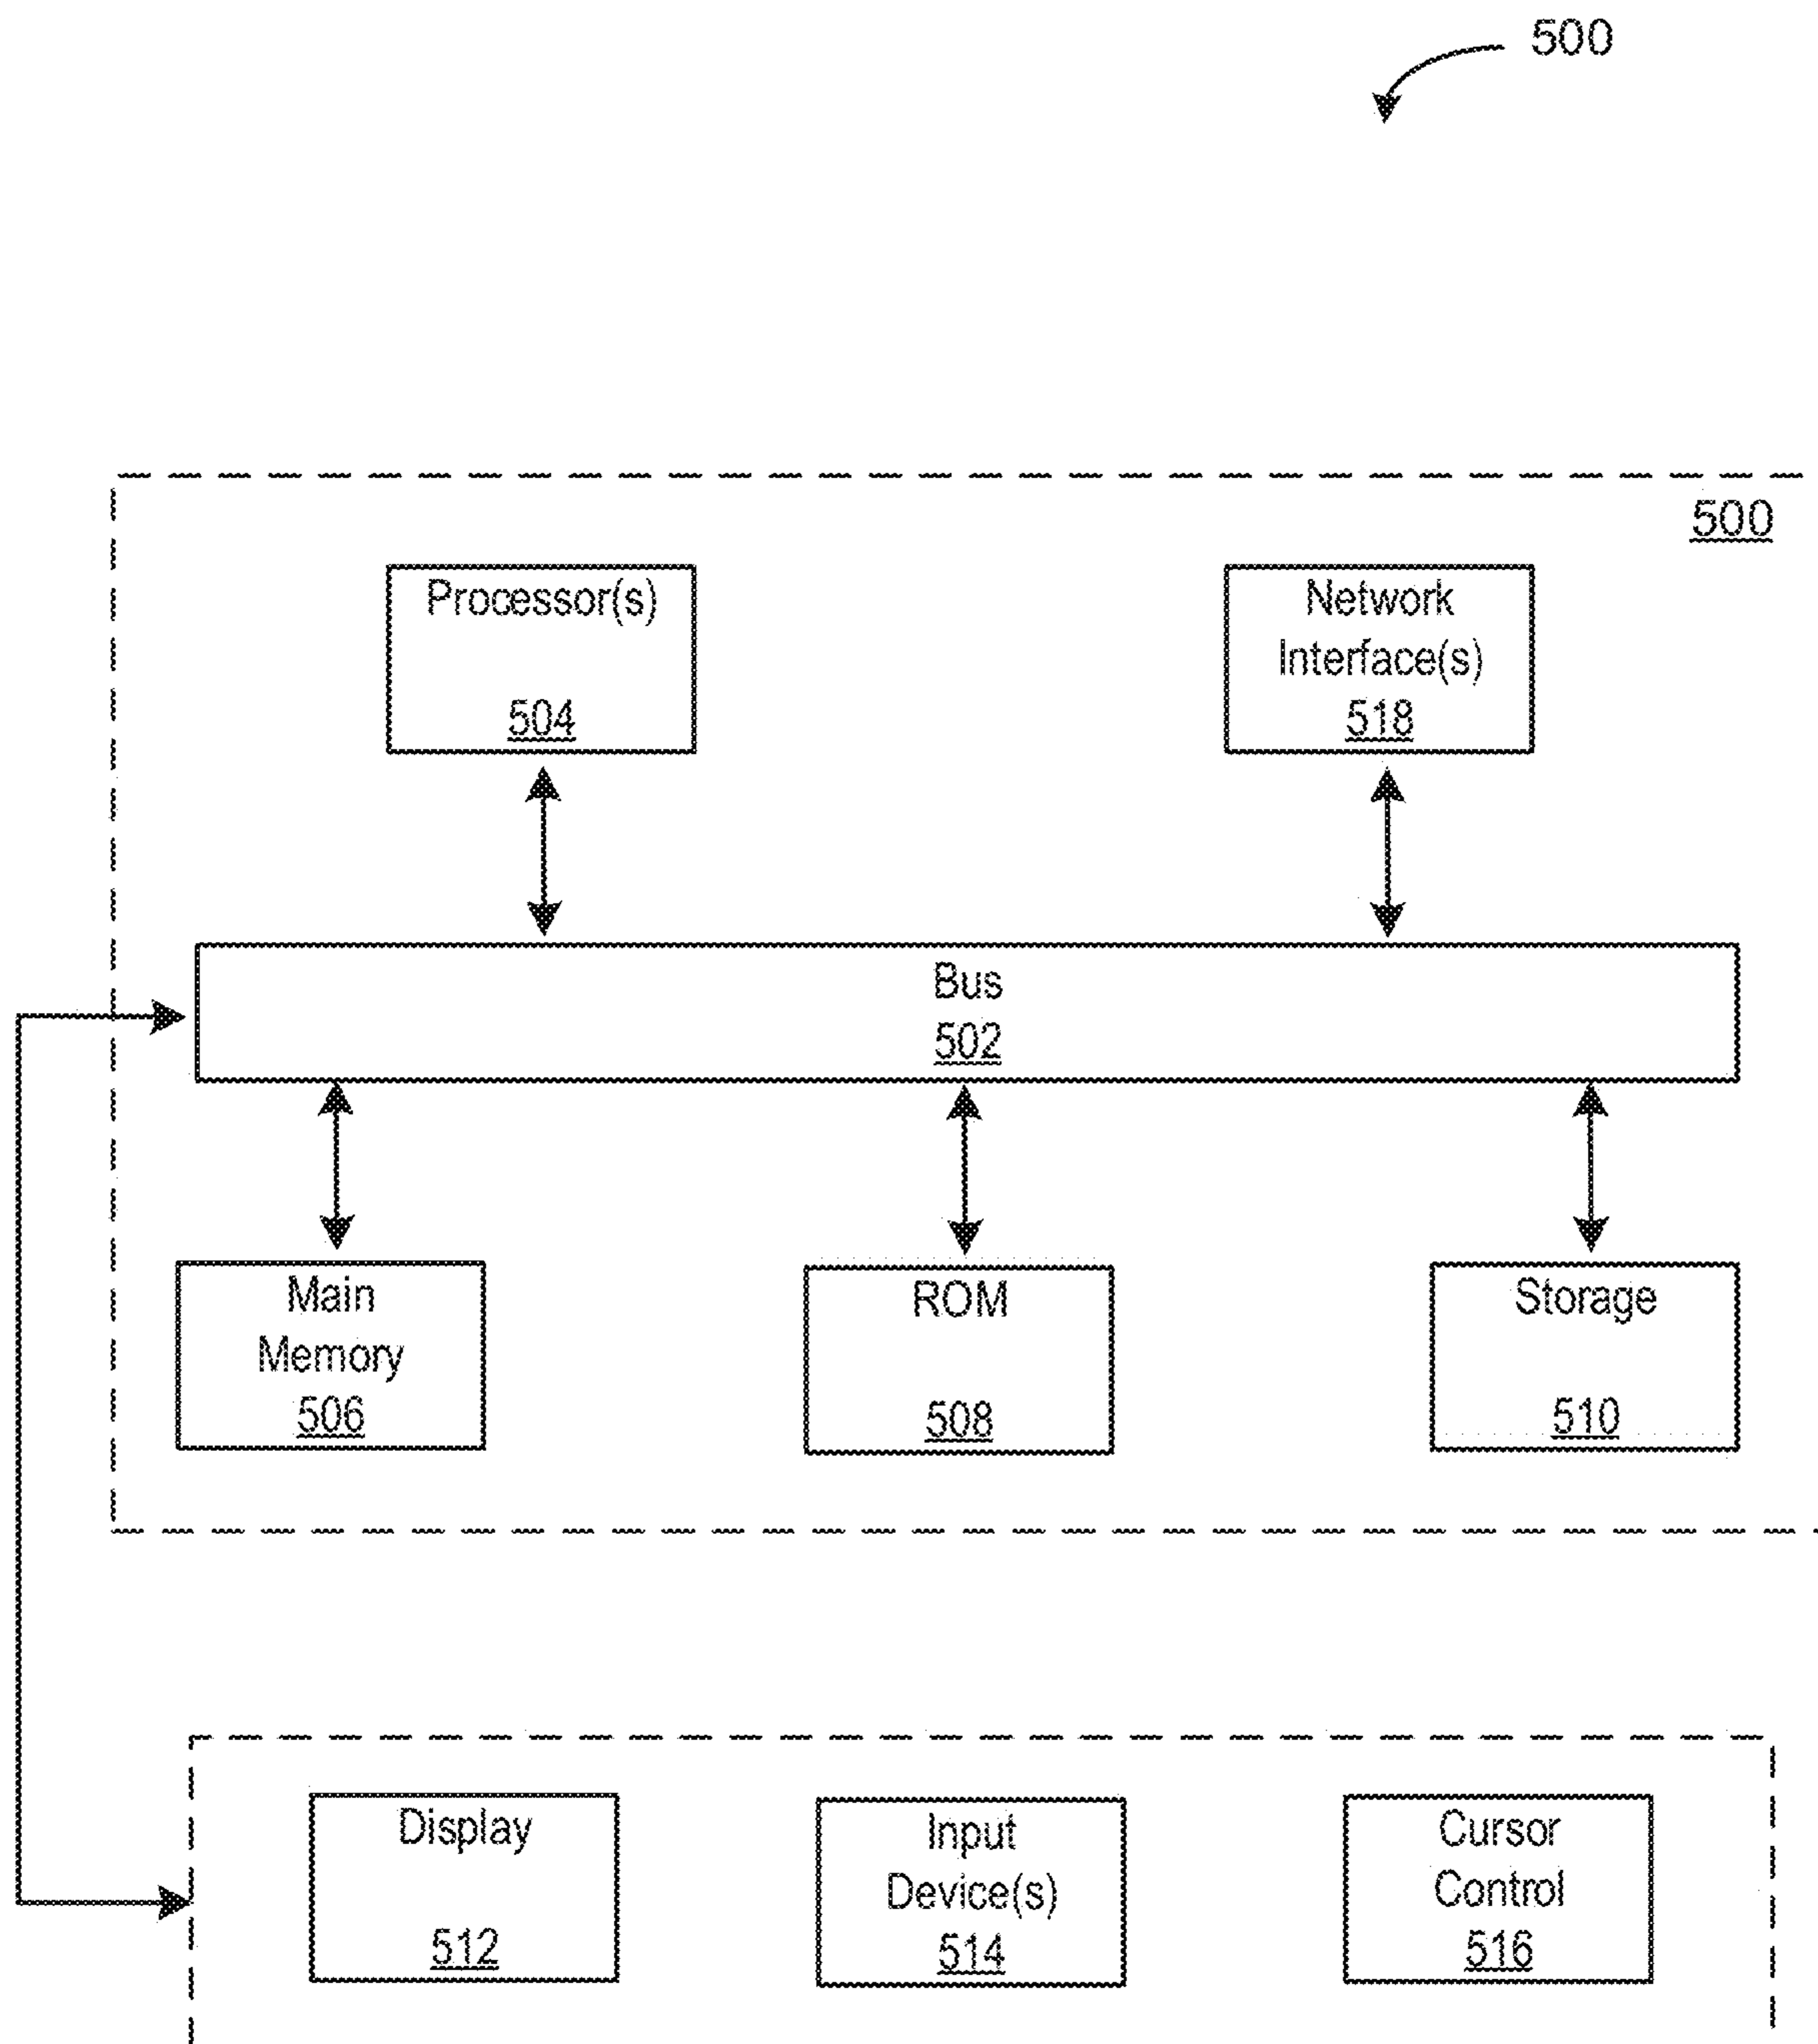 500
500
Processor(s)
504
Network
Interface(s)
518
Bus
502
Main
Memory
506
ROM
508
Storage
510
Display
512
Input
Device(s)
514
Cursor
Control
516